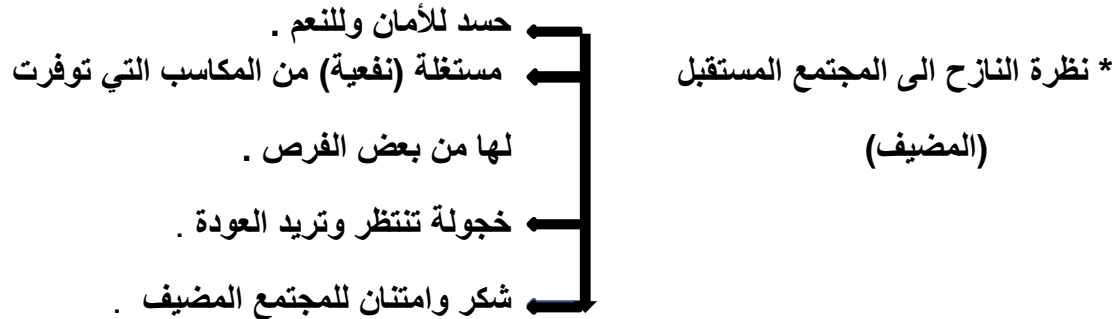 * نظرة النازح الى المجتمع المستقبل
(المضيف)
حسد للأمان وللنعم .
مستغلة (نفعية) من المكاسب التي توفرت
لها من بعض الفرص .
خجولة تنتظر وتريد العودة .
شكر وامتنان للمجتمع المضيف .